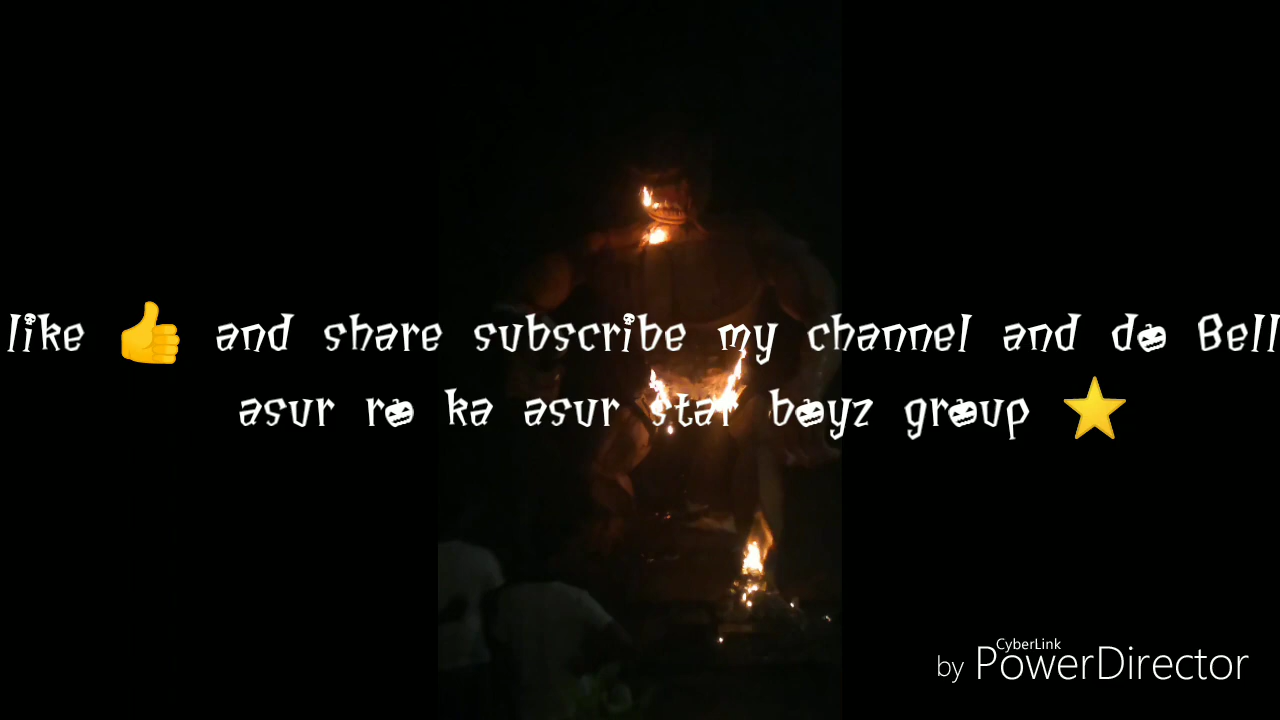 like 👍 and share subscribe my channel and do Bell
asur ro ka asur star boyz group ⭐
CyberLink
by PowerDirector